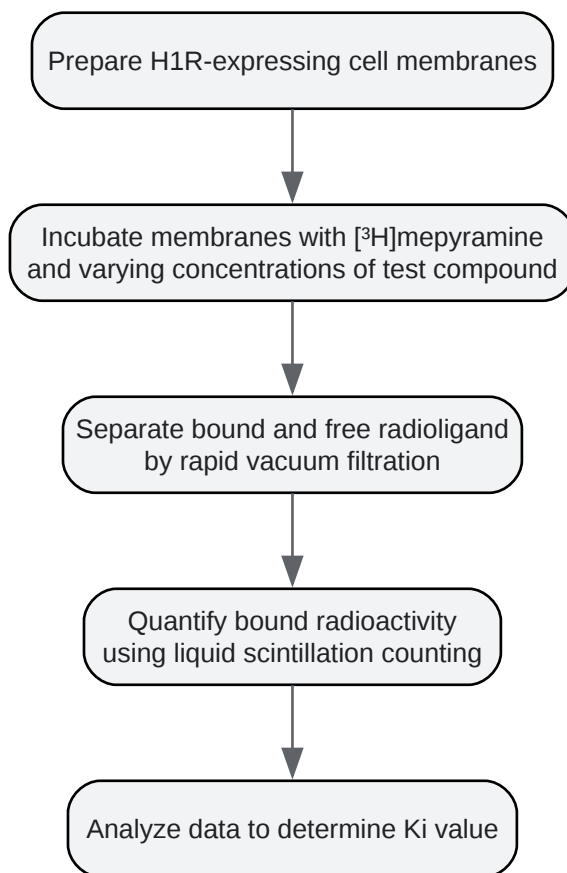 Prepare H1R-expressing cell membranes
Incubate membranes with [³H]mepyramine
and varying concentrations of test compound
Separate bound and free radioligand
by rapid vacuum filtration
Quantify bound radioactivity
using liquid scintillation counting
Analyze data to determine Ki value